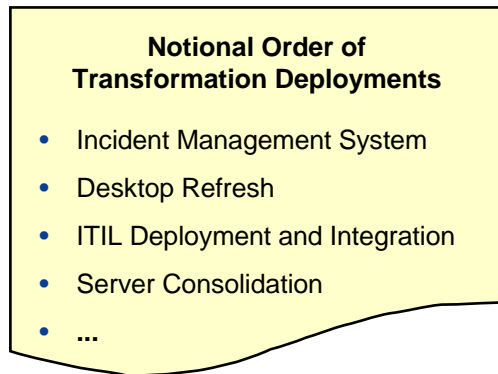 Notional Order of
Transformation Deployments
• Incident Management System
• Desktop Refresh
• ITIL Deployment and Integration
• Server Consolidation
• ...